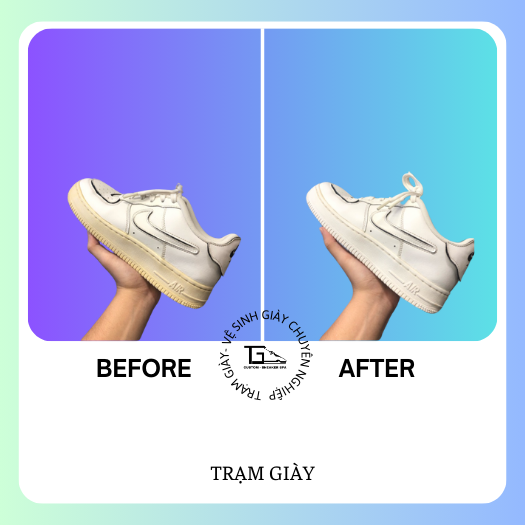 BEFORE
AFTER
TRẠM GIÀY - VỆ SINH GIÀY CHUYÊN NGHIỆP
TG
CUSTOM - SNEAKER SPA
AIR
AIR
TRẠM GIÀY